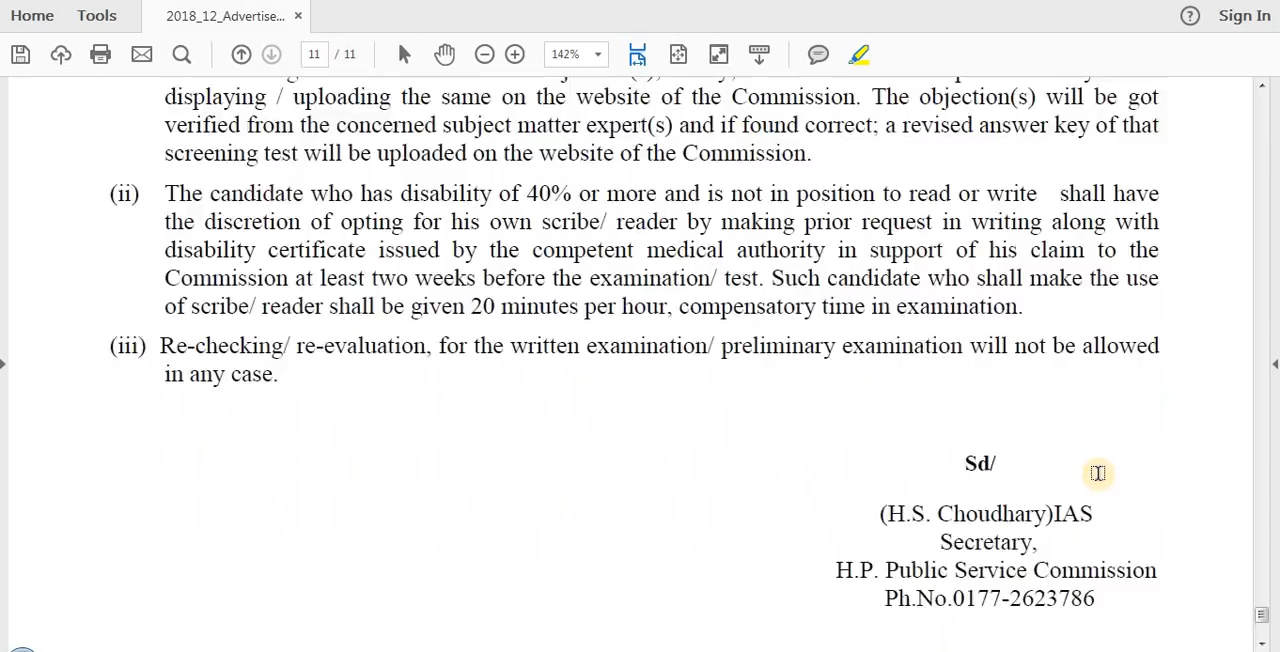 Home Tools 2018_12_Advertise... ×
Sign In
11 / 11 142%
displaying / uploading the same on the website of the Commission. The objection(s) will be got
verified from the concerned subject matter expert(s) and if found correct; a revised answer key of that
screening test will be uploaded on the website of the Commission.
(ii) The candidate who has disability of 40% or more and is not in position to read or write shall have
the discretion of opting for his own scribe/ reader by making prior request in writing along with
disability certificate issued by the competent medical authority in support of his claim to the
Commission at least two weeks before the examination/ test. Such candidate who shall make the use
of scribe/ reader shall be given 20 minutes per hour, compensatory time in examination.
(iii) Re-checking/ re-evaluation, for the written examination/ preliminary examination will not be allowed
in any case.
Sd/
(H.S. Choudhary)IAS
Secretary,
H.P. Public Service Commission
Ph.No.0177-2623786